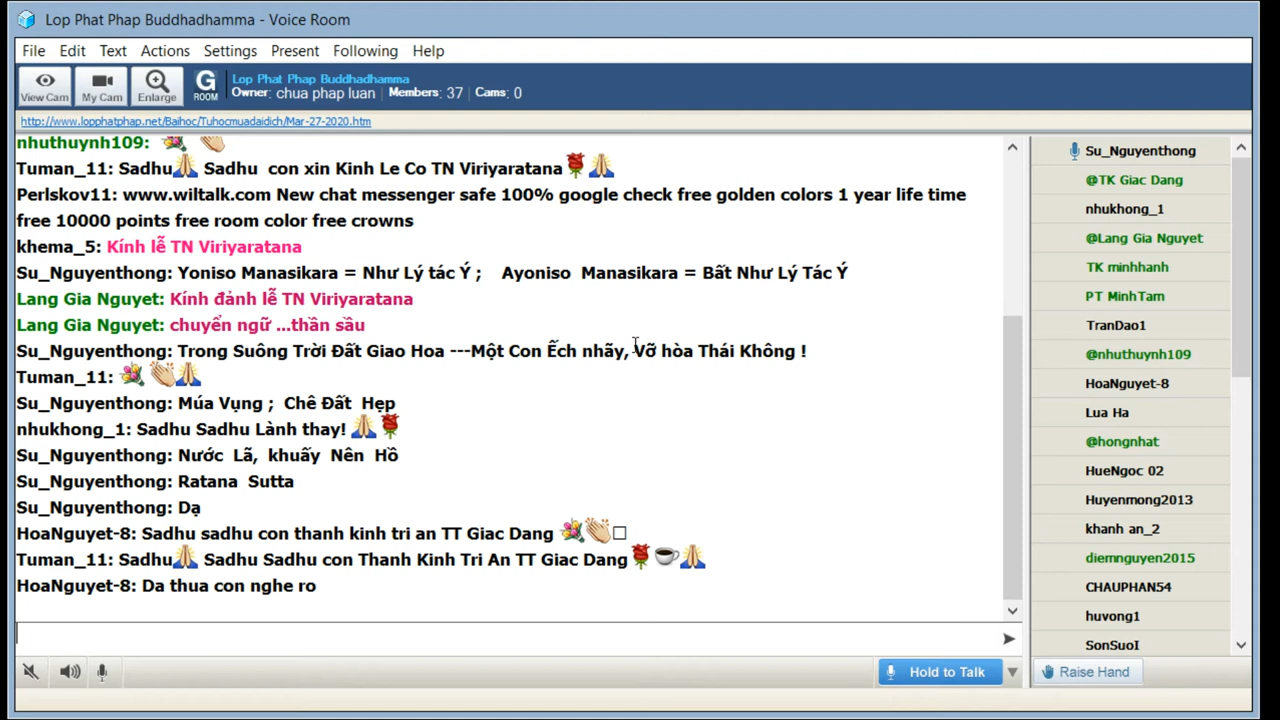 Lop Phat Phap Buddhadhamma - Voice Room
File Edit Text Actions Settings Present Following Help
View Cam My Cam Enlarge G ROOM Lop Phat Phap Buddhadhamma
Owner: chua phap luan Members: 37 Cams: 0
http://www.lopphatphap.net/Baihoc/Tuhocmuadaidich/Mar-27-2020.htm
nhuthuynh109:
Tuman_11: Sadhu Sadhu con xin Kinh Le Co TN Viriyaratana
Perlskov11: www.wiltalk.com New chat messenger safe 100% google check free golden colors 1 year life time
free 10000 points free room color free crowns
khema_5: Kính lễ TN Viriyaratana
Su_Nguyenthong: Yoniso Manasikara = Như Lý tác Ý ; Ayoniso Manasikara = Bất Như Lý Tác Ý
Lang Gia Nguyet: Kính đảnh lễ TN Viriyaratana
Lang Gia Nguyet: chuyển ngữ ...thần sầu
Su_Nguyenthong: Trong Suông Trời Đất Giao Hoa ---Một Con Ếch nhãy, Vỡ hòa Thái Không !
Tuman_11:
Su_Nguyenthong: Múa Vụng ; Chê Đất Hẹp
nhukhong_1: Sadhu Sadhu Lành thay!
Su_Nguyenthong: Nước Lã, khuấy Nên Hồ
Su_Nguyenthong: Ratana Sutta
Su_Nguyenthong: Dạ
HoaNguyet-8: Sadhu sadhu con thanh kinh tri an TT Giac Dang
Tuman_11: Sadhu Sadhu Sadhu con Thanh Kinh Tri An TT Giac Dang
HoaNguyet-8: Da thua con nghe ro
Su_Nguyenthong
@TK Giac Dang
nhukhong_1
@Lang Gia Nguyet
TK minhhanh
PT MinhTam
TranDao1
@nhuthuynh109
HoaNguyet-8
Lua Ha
@hongnhat
HueNgoc 02
Huyenmong2013
khanh an_2
diemnguyen2015
CHAUPHAN54
huvong1
SonSuoI
Hold to Talk Raise Hand